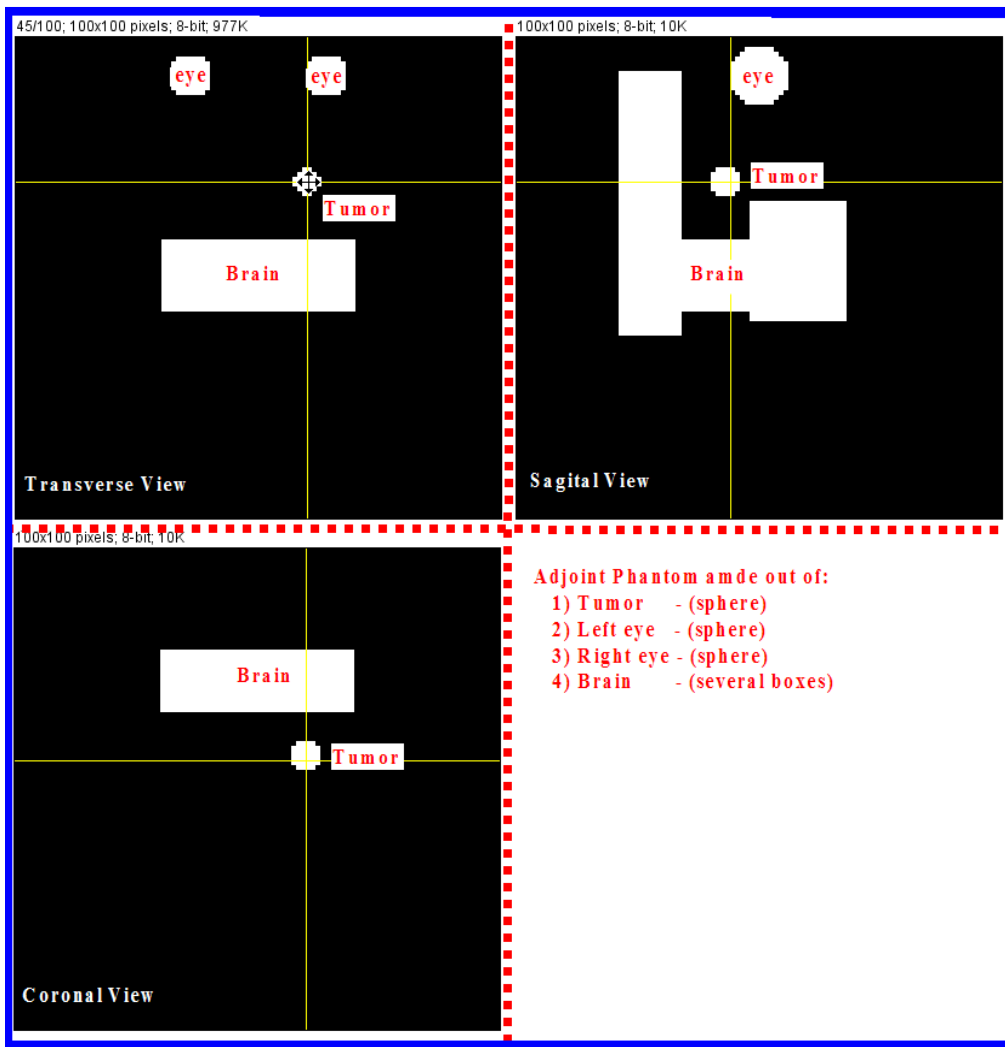 45/100; 100x100 pixels; 8-bit; 977K
eye eye
Tumor
Brain
Transverse View
100x100 pixels; 8-bit; 10K
eye
Tumor
Brain
Sagital View
100x100 pixels; 8-bit; 10K
Brain
Tumor
Coronal View
Adjoint Phantom amde out of:
1) Tumor - (sphere)
2) Left eye - (sphere)
3) Right eye - (sphere)
4) Brain - (several boxes)